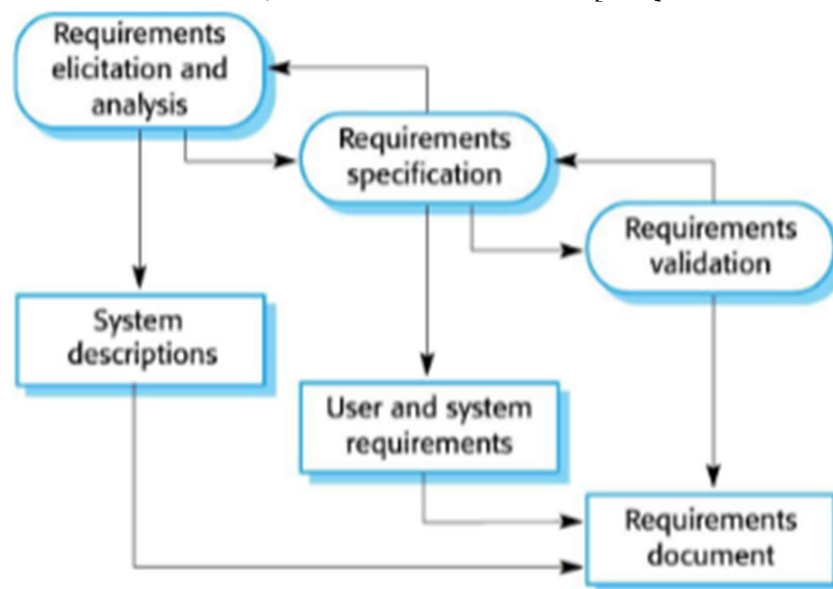 Requirements
elicitation and
analysis
Requirements
specification
Requirements
validation
System
descriptions
User and system
requirements
Requirements
document